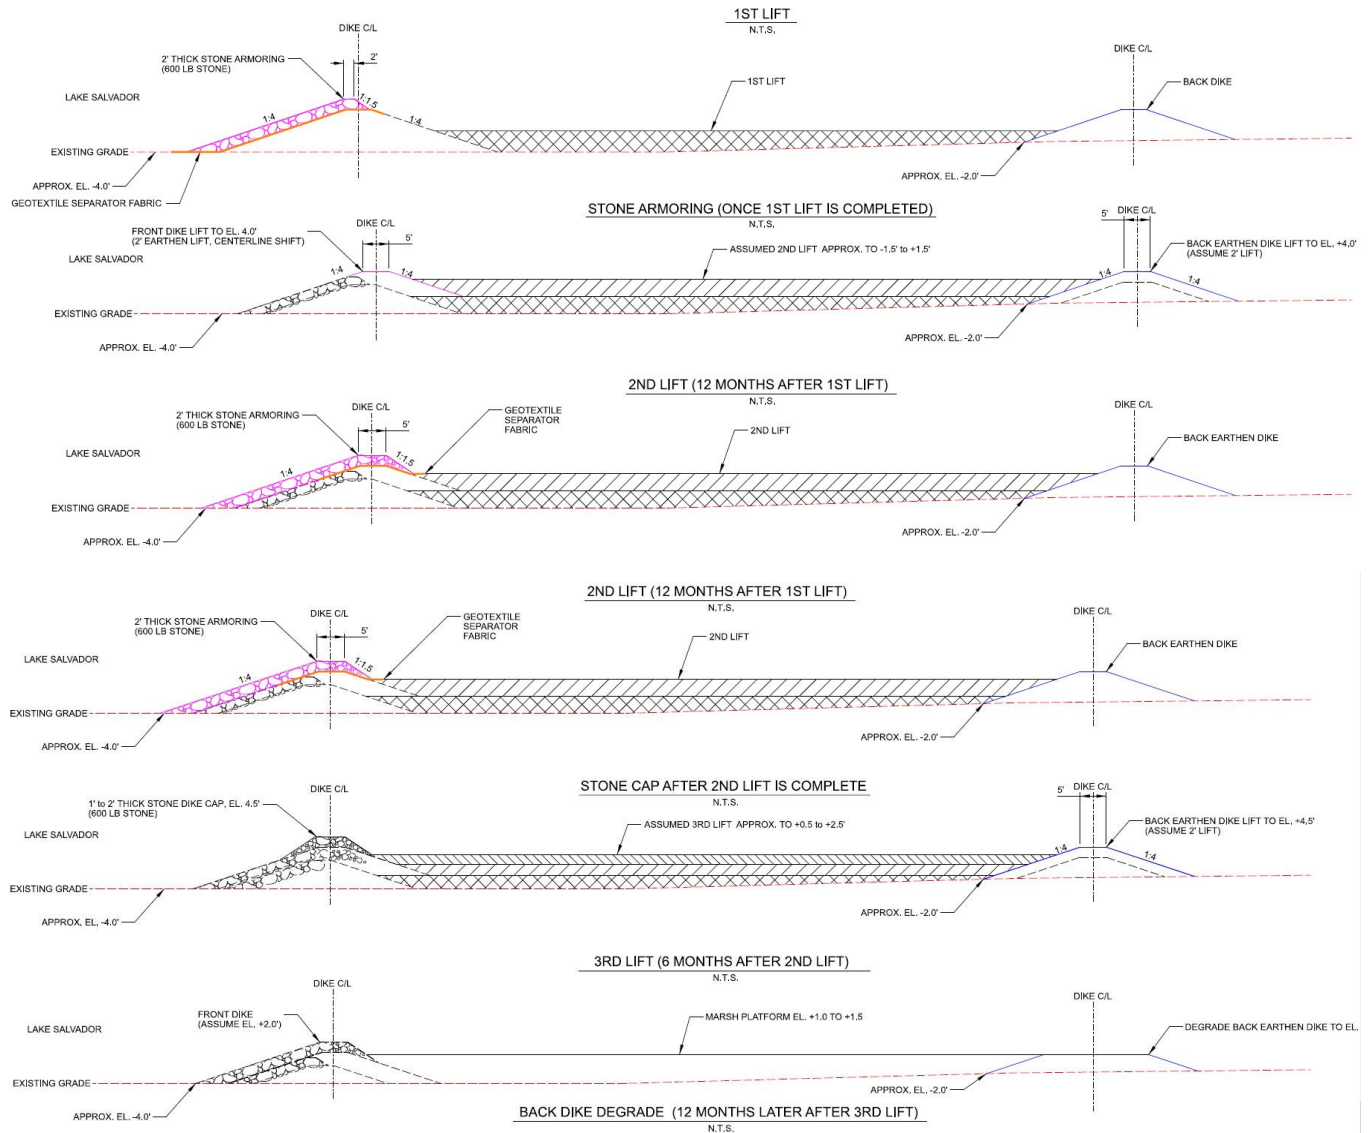 1ST LIFT
N.T.S.
DIKE C/L
DIKE C/L
2' THICK STONE ARMORING
(600 LB STONE)
2'
1ST LIFT
BACK DIKE
LAKE SALVADOR
1:4
1:1.5
1:4
EXISTING GRADE
APPROX. EL. -4.0'
APPROX. EL. -2.0'
GEOTEXTILE SEPARATOR FABRIC
STONE ARMORING (ONCE 1ST LIFT IS COMPLETED)
N.T.S.
DIKE C/L
5'
DIKE C/L
FRONT DIKE LIFT TO EL. 4.0'
(2' EARTHEN LIFT, CENTERLINE SHIFT)
5'
ASSUMED 2ND LIFT APPROX. TO -1.5' to +1.5'
BACK EARTHEN DIKE LIFT TO EL. +4.0'
(ASSUME 2' LIFT)
LAKE SALVADOR
1:4
1:4
1:4
1:4
EXISTING GRADE
APPROX. EL. -4.0'
APPROX. EL. -2.0'
2ND LIFT (12 MONTHS AFTER 1ST LIFT)
N.T.S.
DIKE C/L
DIKE C/L
2' THICK STONE ARMORING
(600 LB STONE)
5'
GEOTEXTILE
SEPARATOR
FABRIC
2ND LIFT
BACK EARTHEN DIKE
LAKE SALVADOR
1:4
1:1.5
EXISTING GRADE
APPROX. EL. -4.0'
APPROX. EL. -2.0'
2ND LIFT (12 MONTHS AFTER 1ST LIFT)
N.T.S.
DIKE C/L
DIKE C/L
2' THICK STONE ARMORING
(600 LB STONE)
5'
GEOTEXTILE
SEPARATOR
FABRIC
2ND LIFT
BACK EARTHEN DIKE
LAKE SALVADOR
1:4
1:1.5
EXISTING GRADE
APPROX. EL. -4.0'
APPROX. EL. -2.0'
STONE CAP AFTER 2ND LIFT IS COMPLETE
N.T.S.
DIKE C/L
5'
DIKE C/L
1' to 2' THICK STONE DIKE CAP, EL. 4.5'
(600 LB STONE)
ASSUMED 3RD LIFT APPROX. TO +0.5 to +2.5'
BACK EARTHEN DIKE LIFT TO EL. +4.5'
(ASSUME 2' LIFT)
LAKE SALVADOR
1:4
1:4
EXISTING GRADE
APPROX. EL. -4.0'
APPROX. EL. -2.0'
3RD LIFT (6 MONTHS AFTER 2ND LIFT)
N.T.S.
DIKE C/L
DIKE C/L
FRONT DIKE
(ASSUME EL. +2.0')
MARSH PLATFORM EL. +1.0 TO +1.5
DEGRADE BACK EARTHEN DIKE TO EL.
LAKE SALVADOR
EXISTING GRADE
APPROX. EL. -4.0'
APPROX. EL. -2.0'
BACK DIKE DEGRADE (12 MONTHS LATER AFTER 3RD LIFT)
N.T.S.